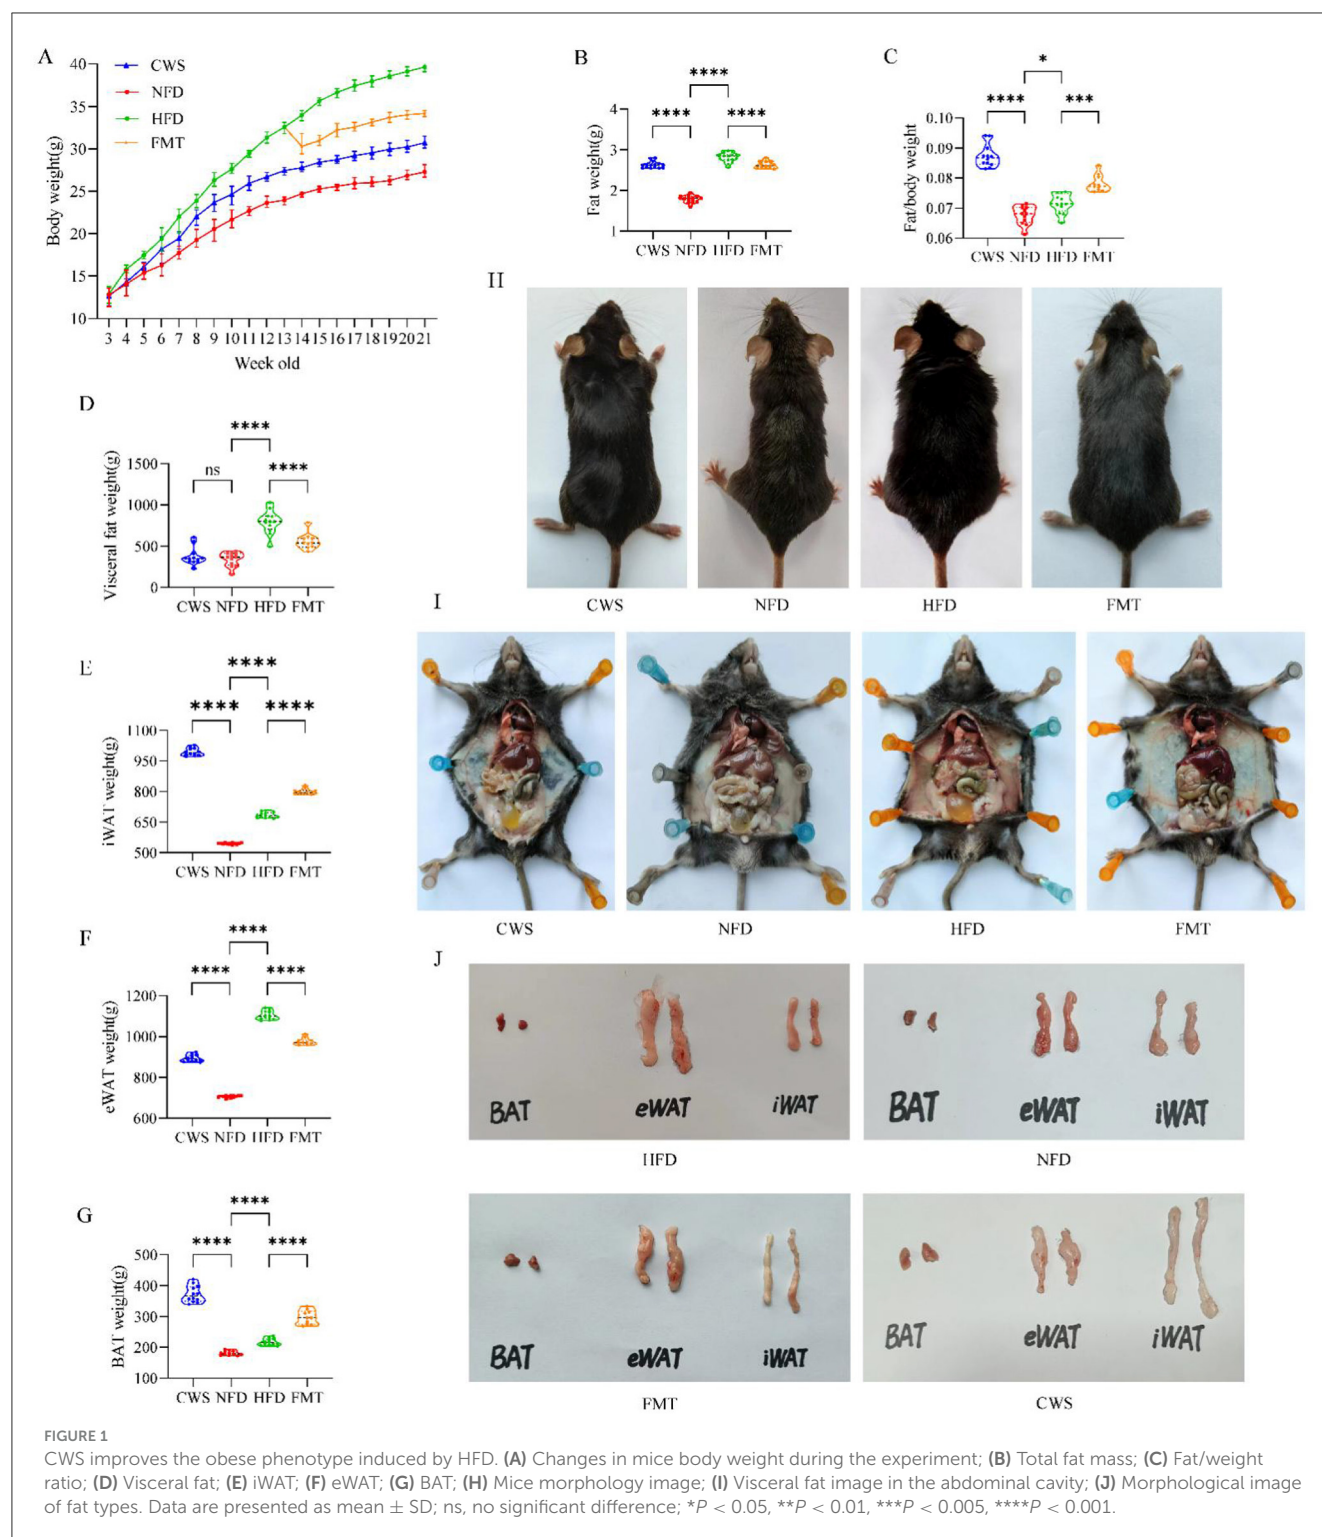 A
CWS
NFD
HFD
FMT
Body weight(g)
40
35
30
25
20
15
10
3 4 5 6 7 8 9 10 11 12 13 14 15 16 17 18 19 20 21
Week old
B
****
**** ****
Fat weight(g)
4
3
2
1
CWS NFD HFD FMT
C
*
**** ***
Fat/body weight
0.10
0.09
0.08
0.07
0.06
CWS NFD HFD FMT
D
****
ns ****
Visceral fat weight(g)
1500
1000
500
0
CWS NFD HFD FMT
E
****
**** ****
iWAT weight(g)
1100
950
800
650
500
CWS NFD HFD FMT
F
****
**** ****
eWAT weight(g)
1200
1000
800
600
CWS NFD HFD FMT
G
****
**** ****
BAT weight(g)
500
400
300
200
100
CWS NFD HFD FMT
H
CWS NFD HFD FMT
I
CWS NFD HFD FMT
J
BAT eWAT iWAT
HFD
BAT eWAT iWAT
NFD
BAT eWAT iWAT
FMT
BAT eWAT iWAT
CWS
FIGURE 1
CWS improves the obese phenotype induced by HFD. (A) Changes in mice body weight during the experiment; (B) Total fat mass; (C) Fat/weight
ratio; (D) Visceral fat; (E) iWAT; (F) eWAT; (G) BAT; (H) Mice morphology image; (I) Visceral fat image in the abdominal cavity; (J) Morphological image
of fat types. Data are presented as mean ± SD; ns, no significant difference; *P < 0.05, **P < 0.01, ***P < 0.005, ****P < 0.001.